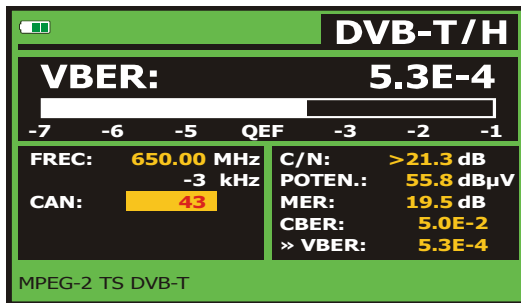 DVB-T/H
VBER: 5.3E-4
-7 -6 -5 QEF -3 -2 -1
FREC: 650.00 MHz
-3 kHz
CAN: 43
C/N: >21.3 dB
POTEN.: 55.8 dBµV
MER: 19.5 dB
CBER: 5.0E-2
» VBER: 5.3E-4
MPEG-2 TS DVB-T